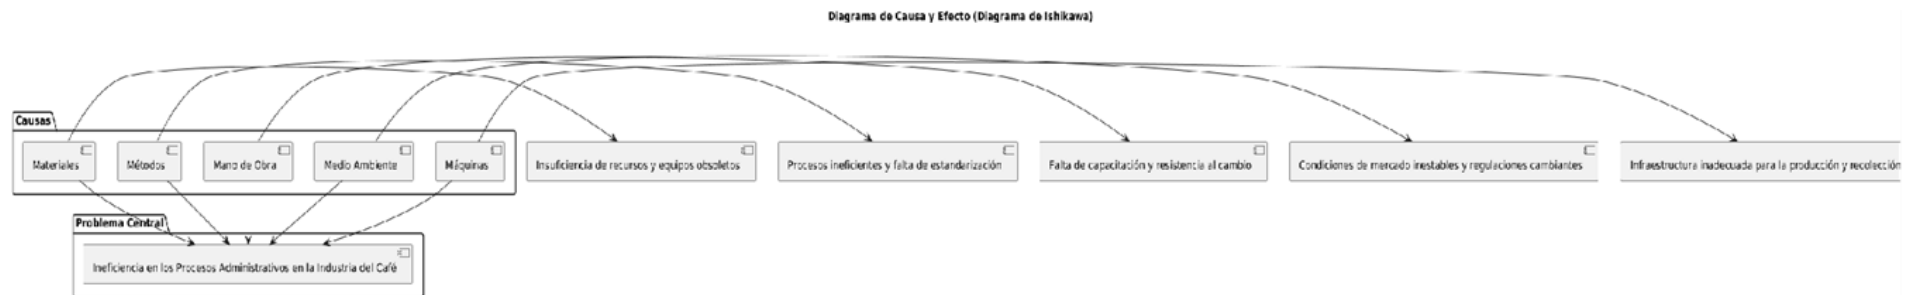 Diagrama de Causa y Efecto (Diagrama de Ishikawa)
Causas
Materiales
Métodos
Mano de Obra
Medio Ambiente
Máquinas
Insuficiencia de recursos y equipos obsoletos
Procesos ineficientes y falta de estandarización
Falta de capacitación y resistencia al cambio
Condiciones de mercado inestables y regulaciones cambiantes
Infraestructura inadecuada para la producción y recolección
Problema Central
Ineficiencia en los Procesos Administrativos en la Industria del Café